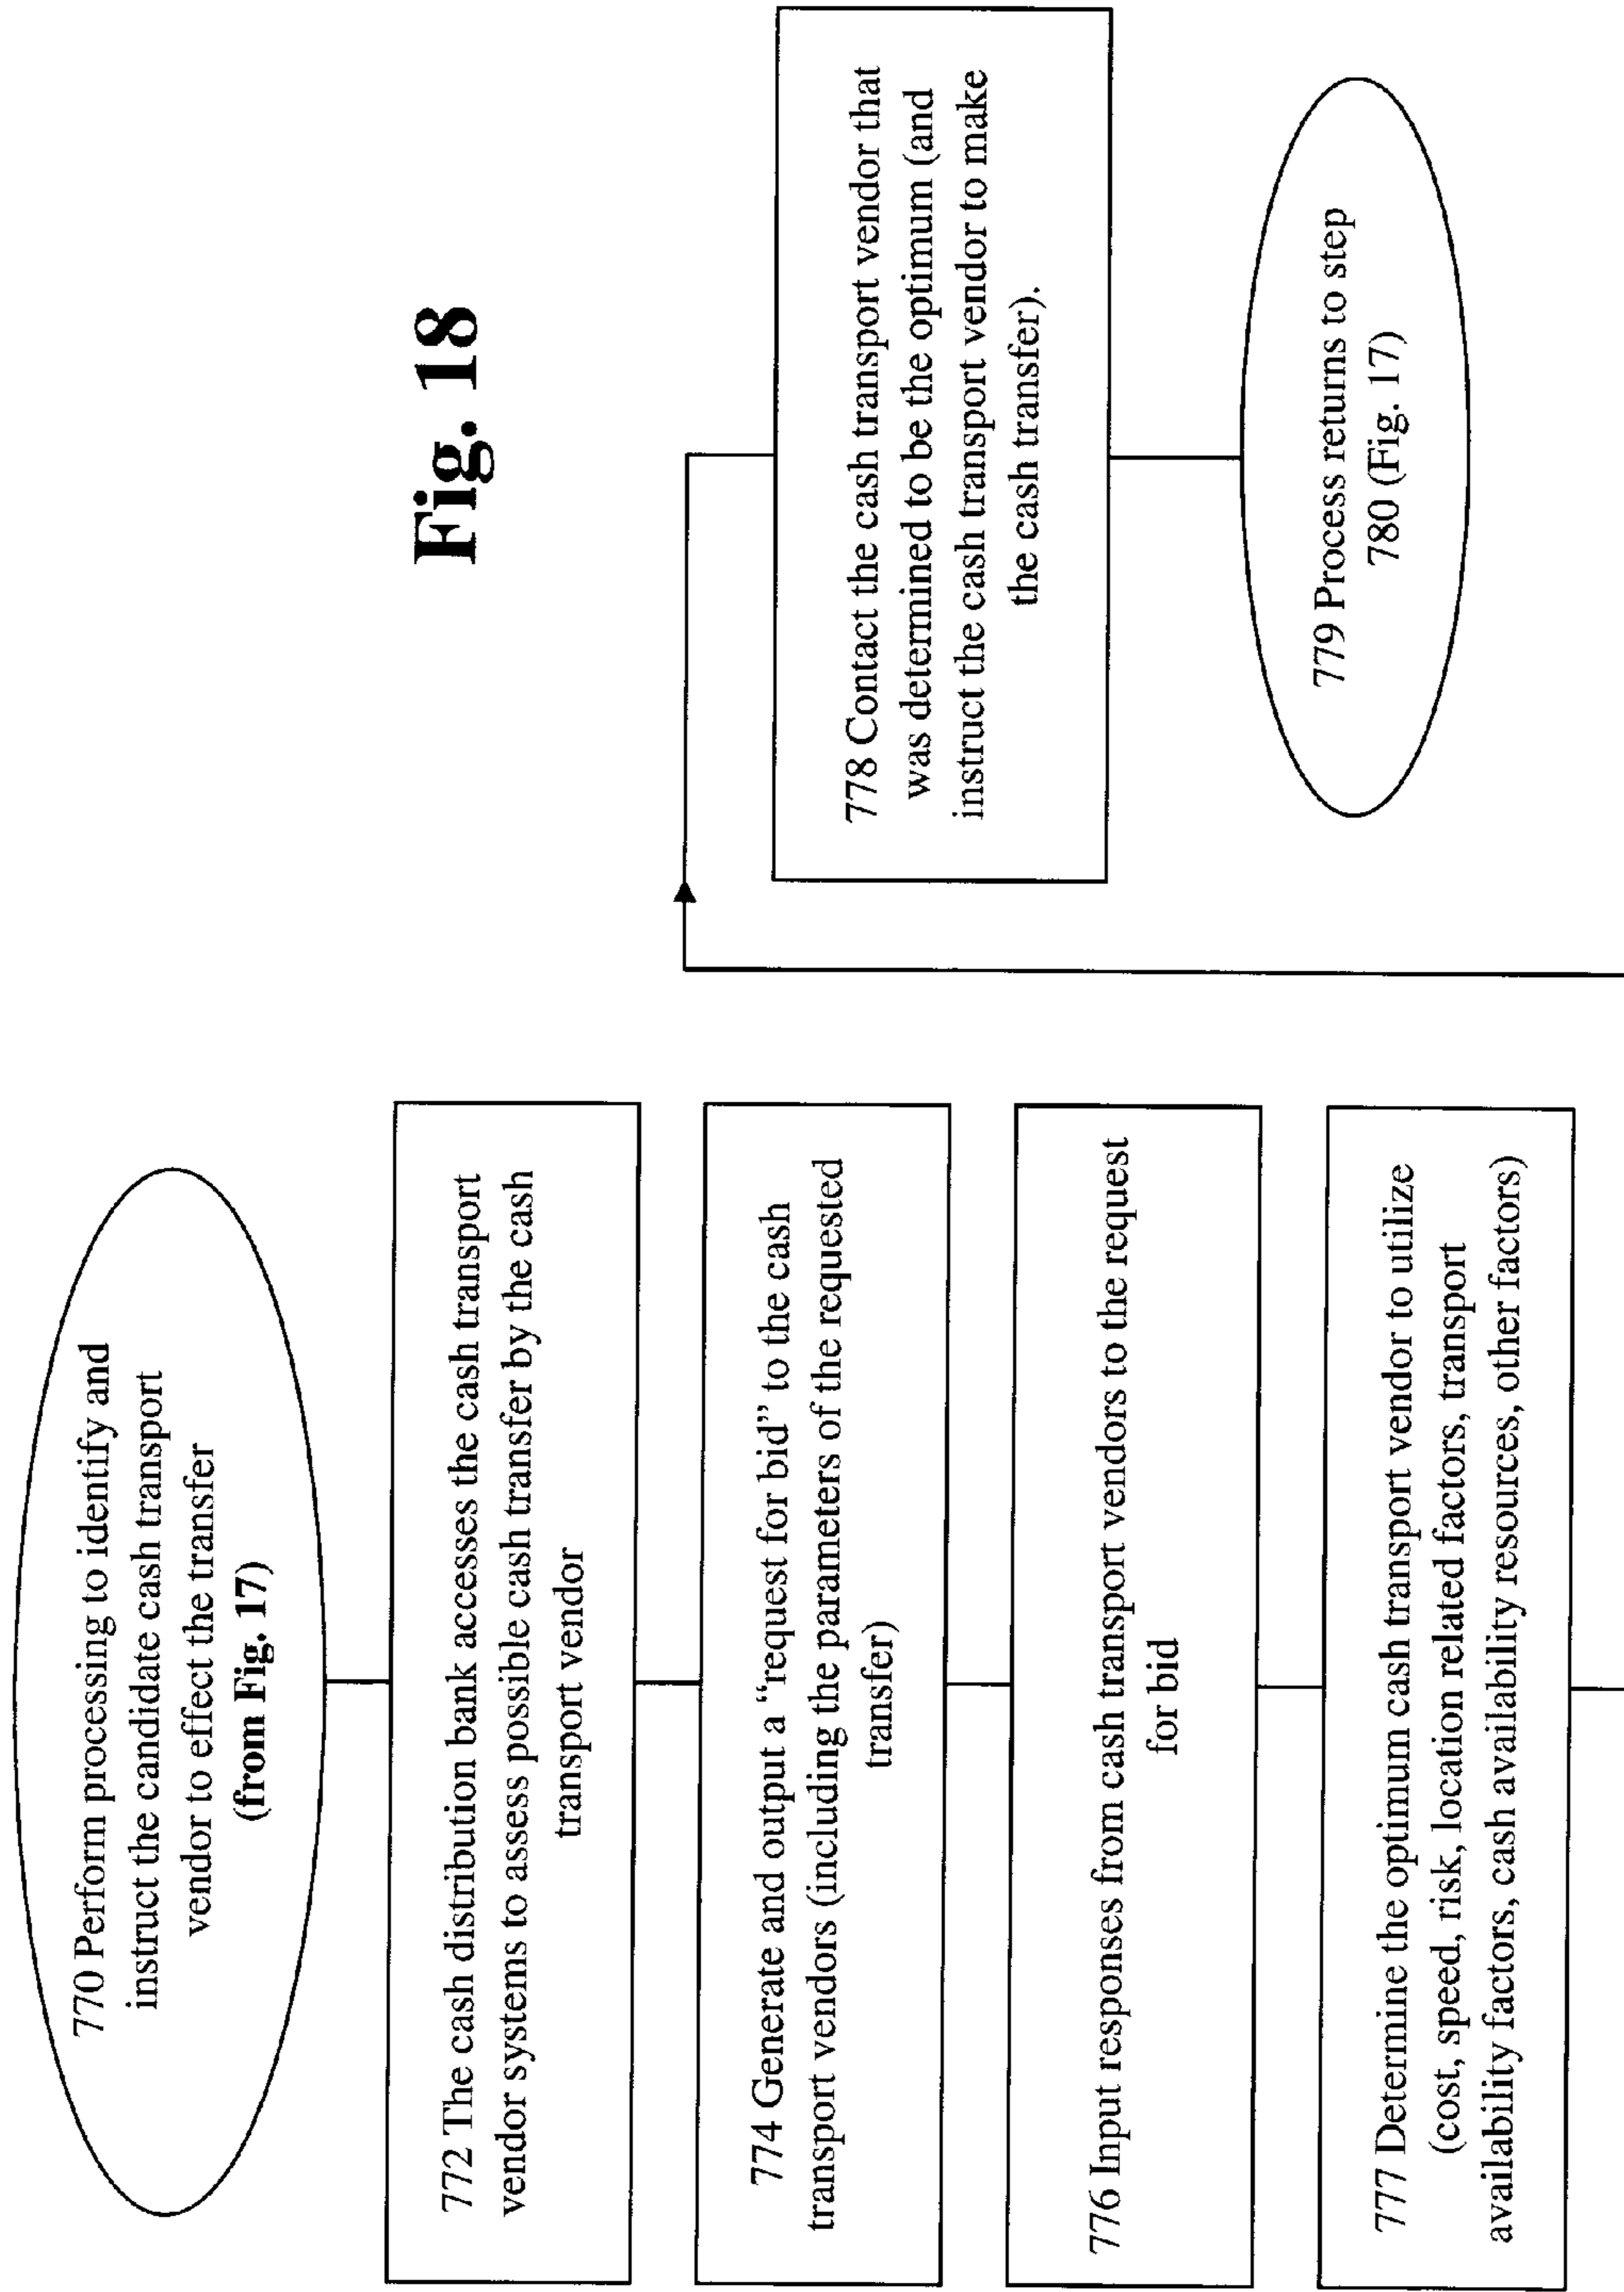 770 Perform processing to identify and
instruct the candidate cash transport
vendor to effect the transfer
(from Fig. 17)
772 The cash distribution bank accesses the cash transport
vendor systems to assess possible cash transfer by the cash
transport vendor
774 Generate and output a “request for bid” to the cash
transport vendors (including the parameters of the requested
transfer)
776 Input responses from cash transport vendors to the request
for bid
777 Determine the optimum cash transport vendor to utilize
(cost, speed, risk, location related factors, transport
availability factors, cash availability resources, other factors)
Fig. 18
778 Contact the cash transport vendor that
was determined to be the optimum (and
instruct the cash transport vendor to make
the cash transfer).
779 Process returns to step
780 (Fig. 17)